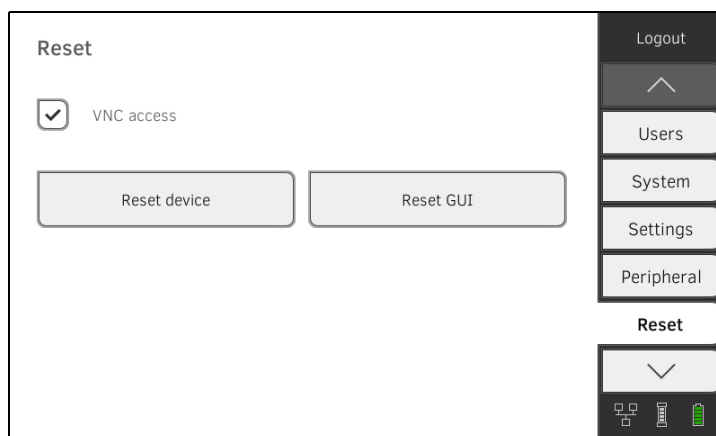 Reset
VNC access
Reset device
Reset GUI
Logout
Users
System
Settings
Peripheral
Reset